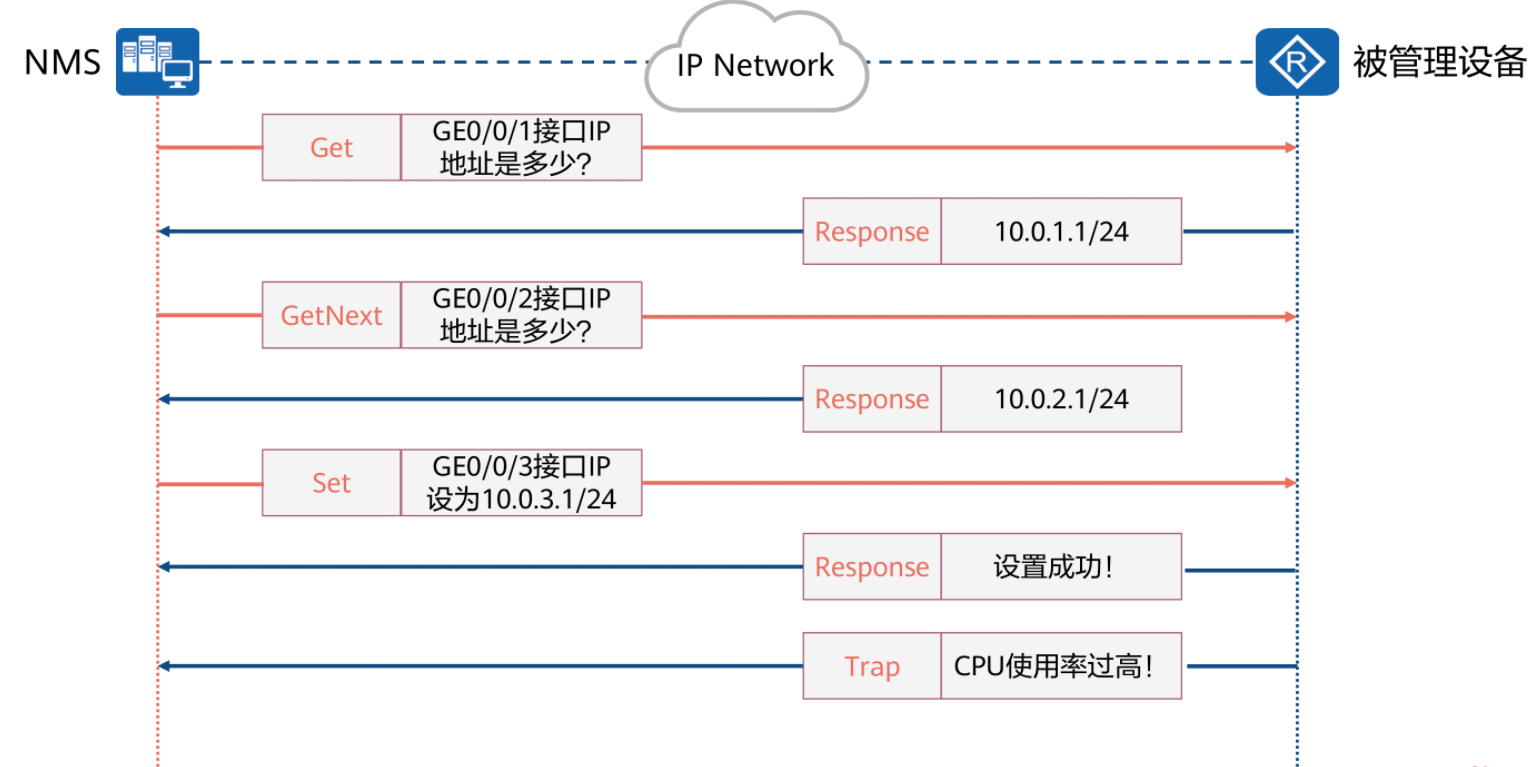 NMS
IP Network
R
被管理设备
Get
GE0/0/1接口IP
地址是多少？
Response
10.0.1.1/24
GetNext
GE0/0/2接口IP
地址是多少？
Response
10.0.2.1/24
Set
GE0/0/3接口IP
设为10.0.3.1/24
Response
设置成功！
Trap
CPU使用率过高！